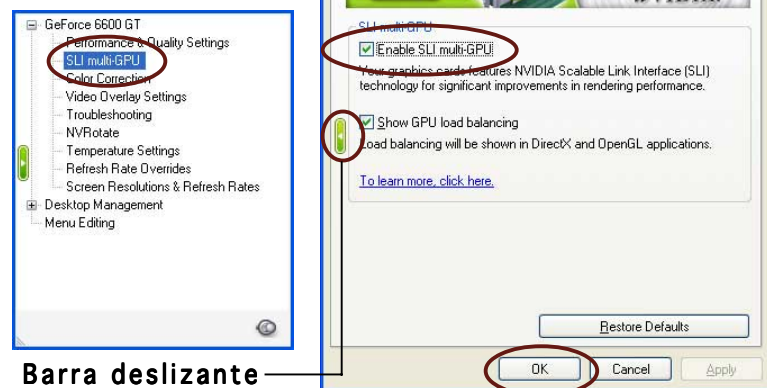 GeForce 6600 GT
Performance & Quality Settings
SLI multi-GPU
Color Correction
Video Overlay Settings
Troubleshooting
NVRotate
Temperature Settings
Refresh Rate Overrides
Screen Resolutions & Refresh Rates
Desktop Management
Menu Editing
Barra deslizante
SLI multi-GPU
Enable SLI multi-GPU
Your graphics cards features NVIDIA Scalable Link Interface (SLI)
technology for significant improvements in rendering performance.
Show GPU load balancing
Load balancing will be shown in DirectX and OpenGL applications.
To learn more, click here.
Restore Defaults
OK Cancel Apply